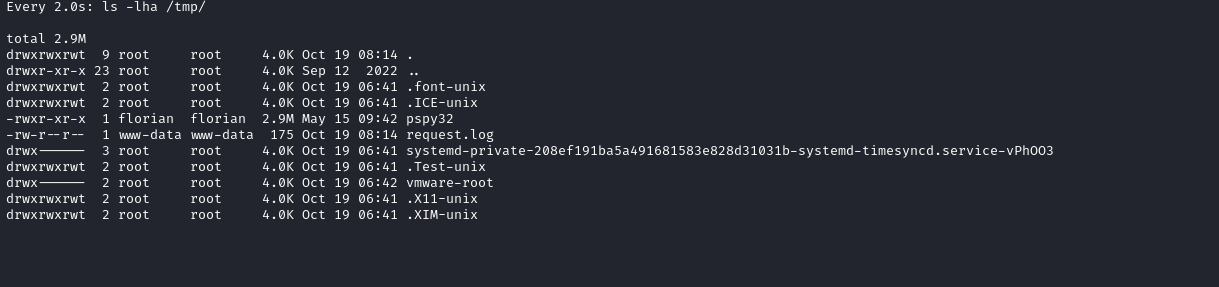 Every 2.0s: ls -lha /tmp/
total 2.9M
drwxrwxrwt  9 root     root     4.0K Oct 19 08:14 .
drwxr-xr-x 23 root     root     4.0K Sep 12  2022 ..
drwxrwxrwt  2 root     root     4.0K Oct 19 06:41 .font-unix
drwxrwxrwt  2 root     root     4.0K Oct 19 06:41 .ICE-unix
-rwxr-xr-x  1 florian  florian  2.9M May 15 09:42 pspy32
-rw-r--r--  1 www-data www-data  175 Oct 19 08:14 request.log
drwx------  3 root     root     4.0K Oct 19 06:41 systemd-private-208ef191ba5a491681583e828d31031b-systemd-timesyncd.service-vPhOO3
drwxrwxrwt  2 root     root     4.0K Oct 19 06:41 .Test-unix
drwx------  2 root     root     4.0K Oct 19 06:42 vmware-root
drwxrwxrwt  2 root     root     4.0K Oct 19 06:41 .X11-unix
drwxrwxrwt  2 root     root     4.0K Oct 19 06:41 .XIM-unix